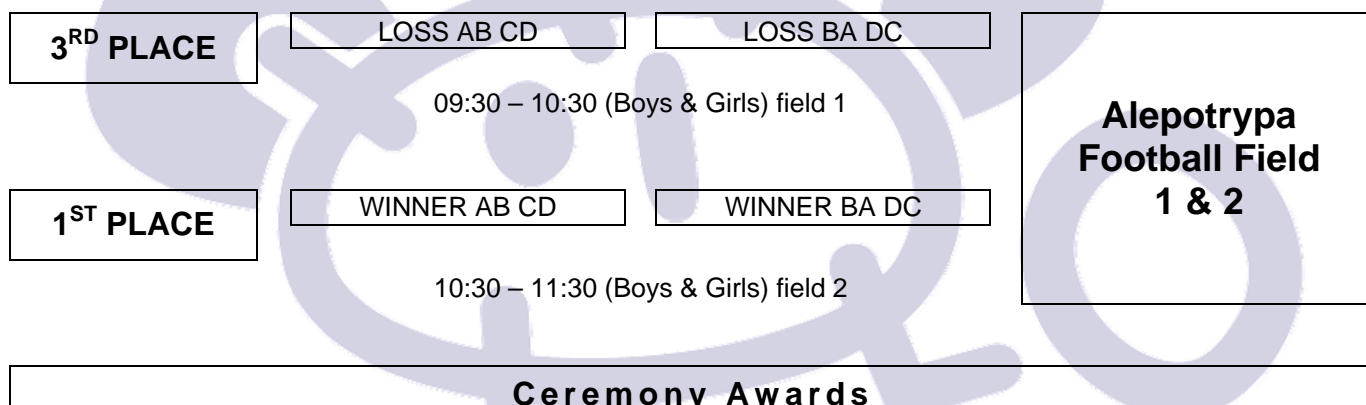 3RD PLACE
LOSS AB CD
LOSS BA DC
09:30 – 10:30 (Boys & Girls) field 1
Alepotrypa
Football Field
1 & 2
1ST PLACE
WINNER AB CD
WINNER BA DC
10:30 – 11:30 (Boys & Girls) field 2
Ceremony Awards